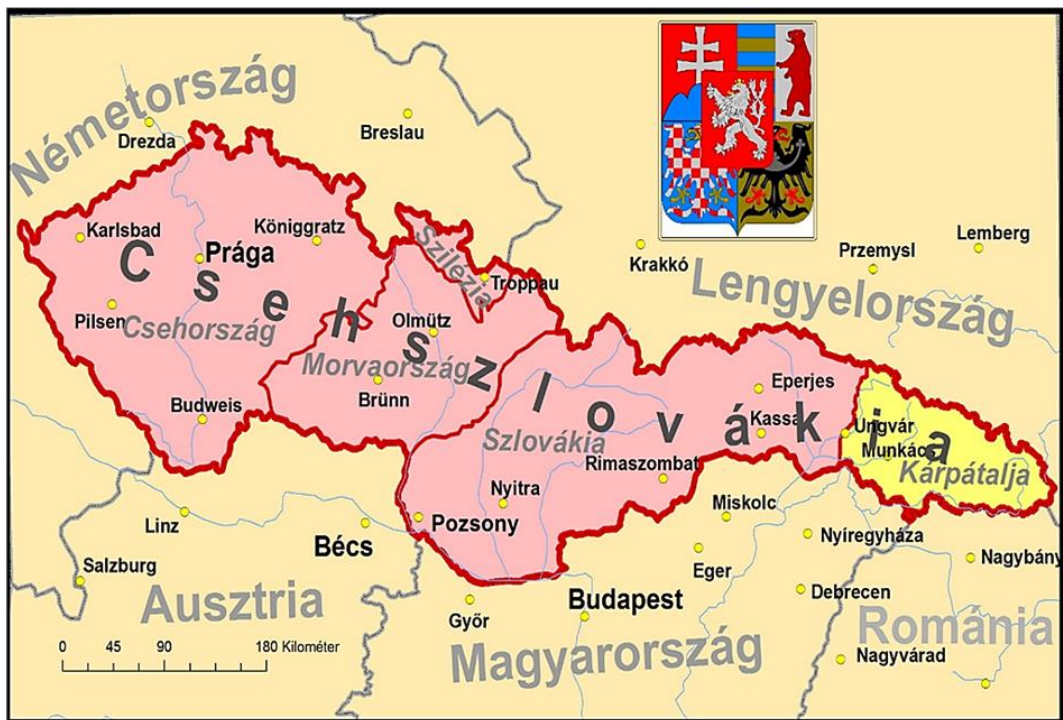 Németország
Drezda
Breslau
Karlsbad
Königgratz
Prága
Szilézia
Troppau
Krakkó
Przemysl
Lemberg
Lengyelország
Pilsen
Csehország
Olmütz
Csehszlovákia
Morvaország
Brünn
Budweis
Szlovákia
Eperjes
Kassa
Ungvár
Munkács
Kárpátalja
Rimaszombat
Nyitra
Pozsony
Miskolc
Linz
Bécs
Nyíregyháza
Nagybány
Salzburg
Eger
Ausztria
Győr
Budapest
Debrecen
Románia
Magyarország
Nagyvárad
0 45 90 180 Kilométer